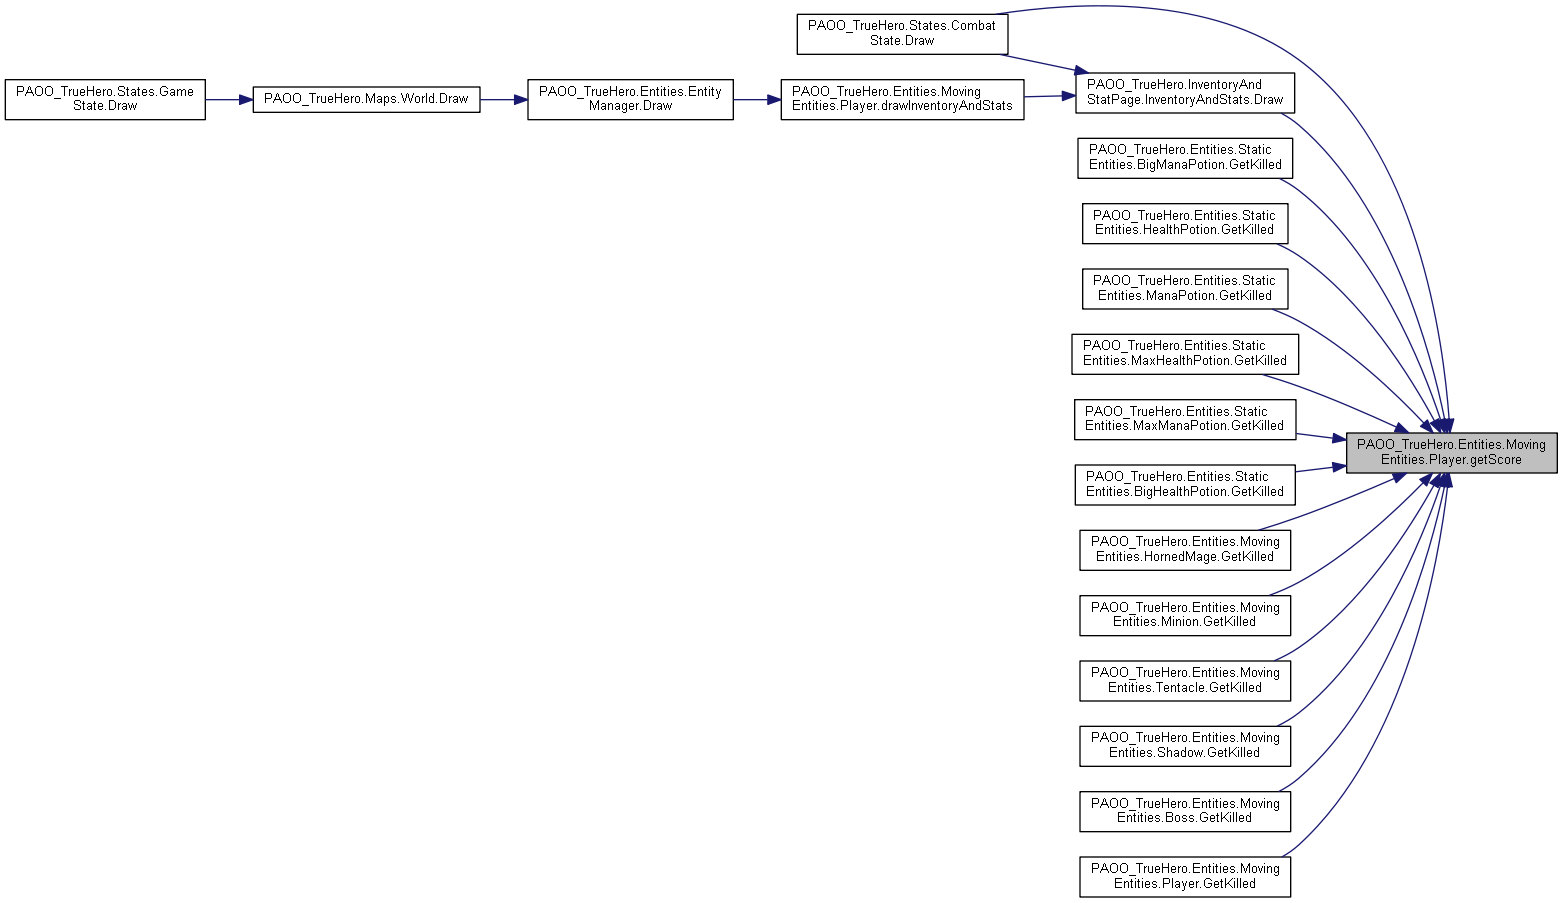 PAOO_TrueHero.States.Combat
State.Draw
PAOO_TrueHero.States.Game
State.Draw
PAOO_TrueHero.Maps.World.Draw
PAOO_TrueHero.Entities.Entity
Manager.Draw
PAOO_TrueHero.Entities.Moving
Entities.Player.drawInventoryAndStats
PAOO_TrueHero.InventoryAnd
StatPage.InventoryAndStats.Draw
PAOO_TrueHero.Entities.Static
Entities.BigManaPotion.GetKilled
PAOO_TrueHero.Entities.Static
Entities.HealthPotion.GetKilled
PAOO_TrueHero.Entities.Static
Entities.ManaPotion.GetKilled
PAOO_TrueHero.Entities.Static
Entities.MaxHealthPotion.GetKilled
PAOO_TrueHero.Entities.Static
Entities.MaxManaPotion.GetKilled
PAOO_TrueHero.Entities.Moving
Entities.Player.getScore
PAOO_TrueHero.Entities.Static
Entities.BigHealthPotion.GetKilled
PAOO_TrueHero.Entities.Moving
Entities.HornedMage.GetKilled
PAOO_TrueHero.Entities.Moving
Entities.Minion.GetKilled
PAOO_TrueHero.Entities.Moving
Entities.Tentacle.GetKilled
PAOO_TrueHero.Entities.Moving
Entities.Shadow.GetKilled
PAOO_TrueHero.Entities.Moving
Entities.Boss.GetKilled
PAOO_TrueHero.Entities.Moving
Entities.Player.GetKilled